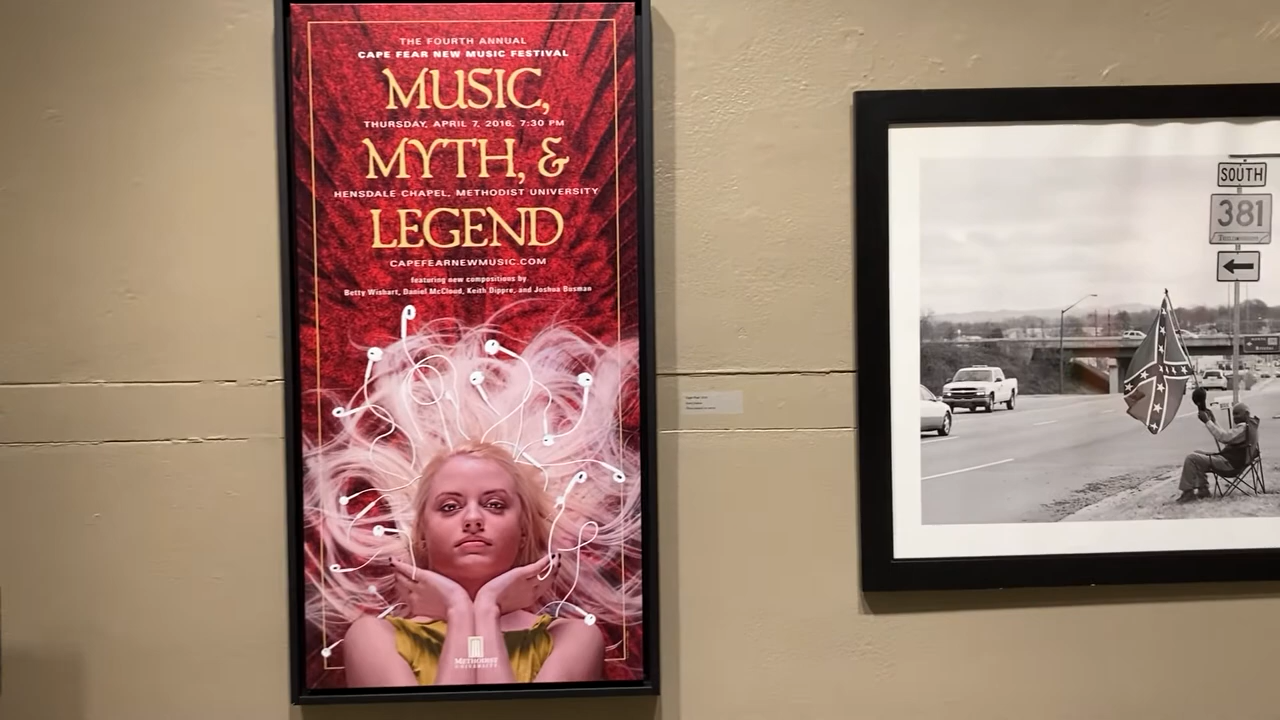 THE FOURTH ANNUAL
CAPE FEAR NEW MUSIC FESTIVAL
MUSIC,
THURSDAY, APRIL 7, 2016, 7:30 PM
MYTH, &
HENSDALE CHAPEL, METHODIST UNIVERSITY
LEGEND
CAPEFEARNEWMUSIC.COM
featuring new compositions by
Betty Wishart, Daniel McCloud, Keith Dippre, and Joshua Bosman
METHODIST
UNIVERSITY
SOUTH
381